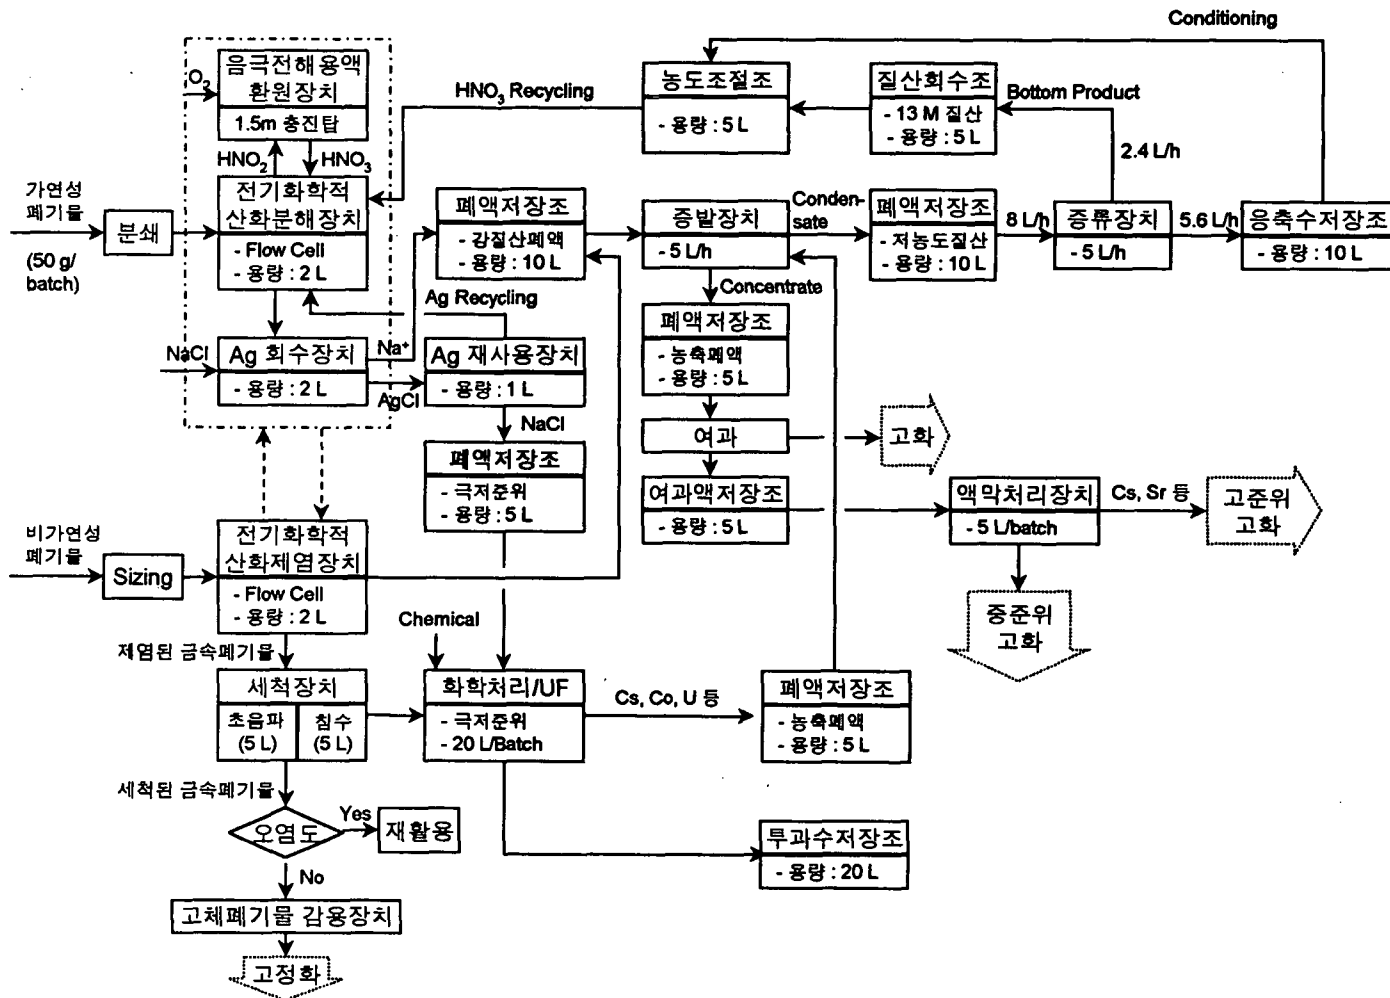 Conditioning
음극전해용액
환원장치
1.5m 충진탑
O2
HNO2
HNO3
HNO3 Recycling
농도조절조
- 용량 : 5 L
질산회수조
- 13 M 질산
- 용량 : 5 L
Bottom Product
2.4 L/h
가연성
폐기물
(50 g/
batch)
분쇄
전기화학적
산화분해장치
- Flow Cell
- 용량 : 2 L
폐액저장조
- 강질산폐액
- 용량 : 10 L
증발장치
- 5 L/h
Conden-
sate
폐액저장조
- 저농도질산
- 용량 : 10 L
8 L/h
증류장치
- 5 L/h
5.6 L/h
응축수저장조
- 용량 : 10 L
Ag Recycling
Concentrate
NaCl
Ag 회수장치
- 용량 : 2 L
Na+
AgCl
Ag 재사용장치
- 용량 : 1 L
NaCl
폐액저장조
- 농축폐액
- 용량 : 5 L
여과
고화
폐액저장조
- 극저준위
- 용량 : 5 L
여과액저장조
- 용량 : 5 L
액막처리장치
- 5 L/batch
Cs, Sr 등
고준위
고화
중준위
고화
비가연성
폐기물
Sizing
전기화학적
산화제염장치
- Flow Cell
- 용량 : 2 L
Chemical
제염된 금속폐기물
세척장치
초음파
(5 L)
침수
(5 L)
화학처리/UF
- 극저준위
- 20 L/Batch
Cs, Co, U 등
폐액저장조
- 농축폐액
- 용량 : 5 L
세척된 금속폐기물
오염도
Yes
재활용
No
투과수저장조
- 용량 : 20 L
고체폐기물 감용장치
고정화